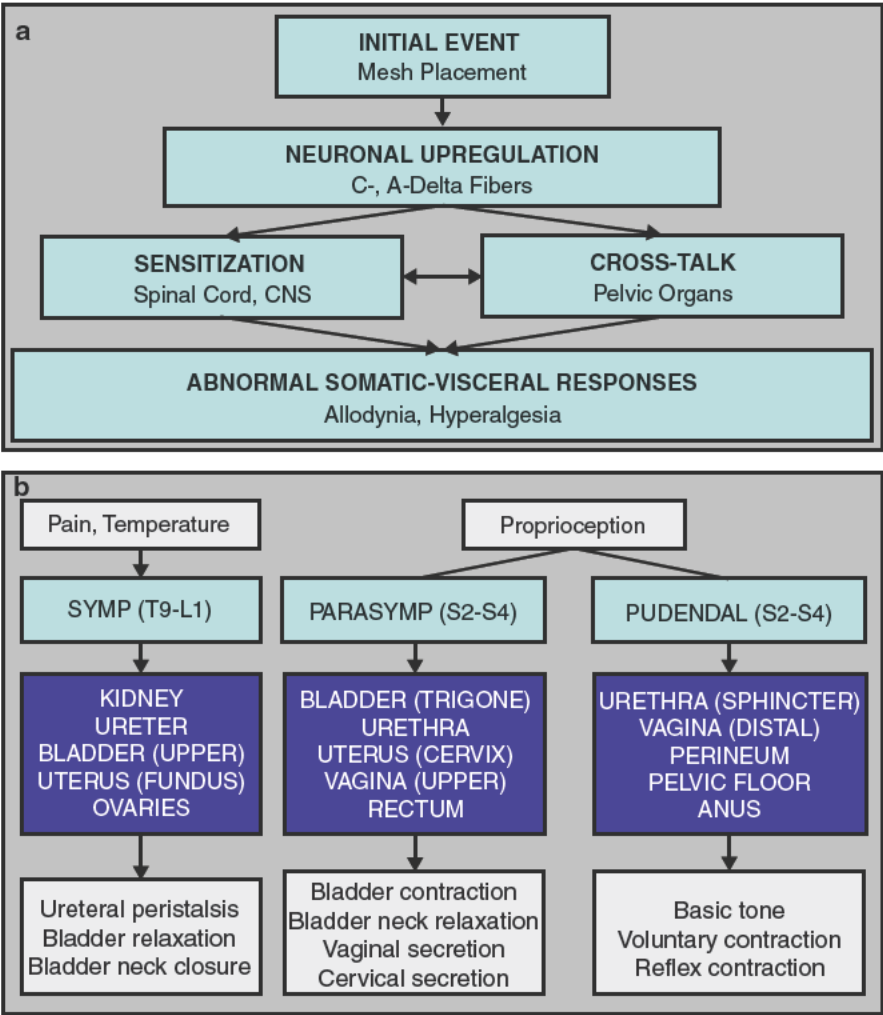 a
INITIAL EVENT
Mesh Placement
NEURONAL UPREGULATION
C-, A-Delta Fibers
SENSITIZATION
Spinal Cord, CNS
CROSS-TALK
Pelvic Organs
ABNORMAL SOMATIC-VISCERAL RESPONSES
Allodynia, Hyperalgesia
b
Pain, Temperature
Proprioception
SYMP (T9-L1)
PARASYMP (S2-S4)
PUDENDAL (S2-S4)
KIDNEY
URETER
BLADDER (UPPER)
UTERUS (FUNDUS)
OVARIES
BLADDER (TRIGONE)
URETHRA
UTERUS (CERVIX)
VAGINA (UPPER)
RECTUM
URETHRA (SPHINCTER)
VAGINA (DISTAL)
PERINEUM
PELVIC FLOOR
ANUS
Ureteral peristalsis
Bladder relaxation
Bladder neck closure
Bladder contraction
Bladder neck relaxation
Vaginal secretion
Cervical secretion
Basic tone
Voluntary contraction
Reflex contraction